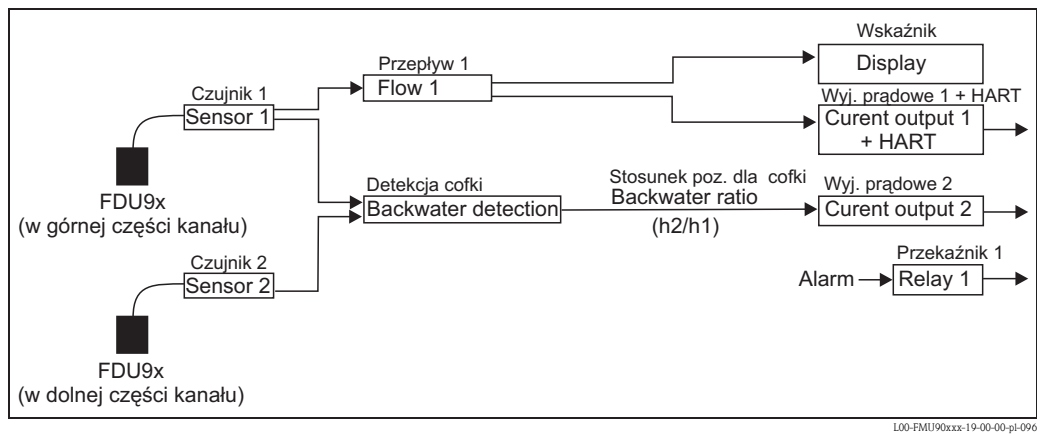 Wskaźnik
Display
Przepływ 1
Flow 1
Czujnik 1
Sensor 1
Wyj. prądowe 1 + HART
Curent output 1
+ HART
FDU9x
(w górnej części kanału)
Detekcja cofki
Backwater detection
Stosunek poz. dla cofki
Backwater ratio
(h2/h1)
Wyj. prądowe 2
Curent output 2
Czujnik 2
Sensor 2
Przekaźnik 1
Alarm
Relay 1
FDU9x
(w dolnej części kanału)
L00-FMU90xxx-19-00-00-pl-096